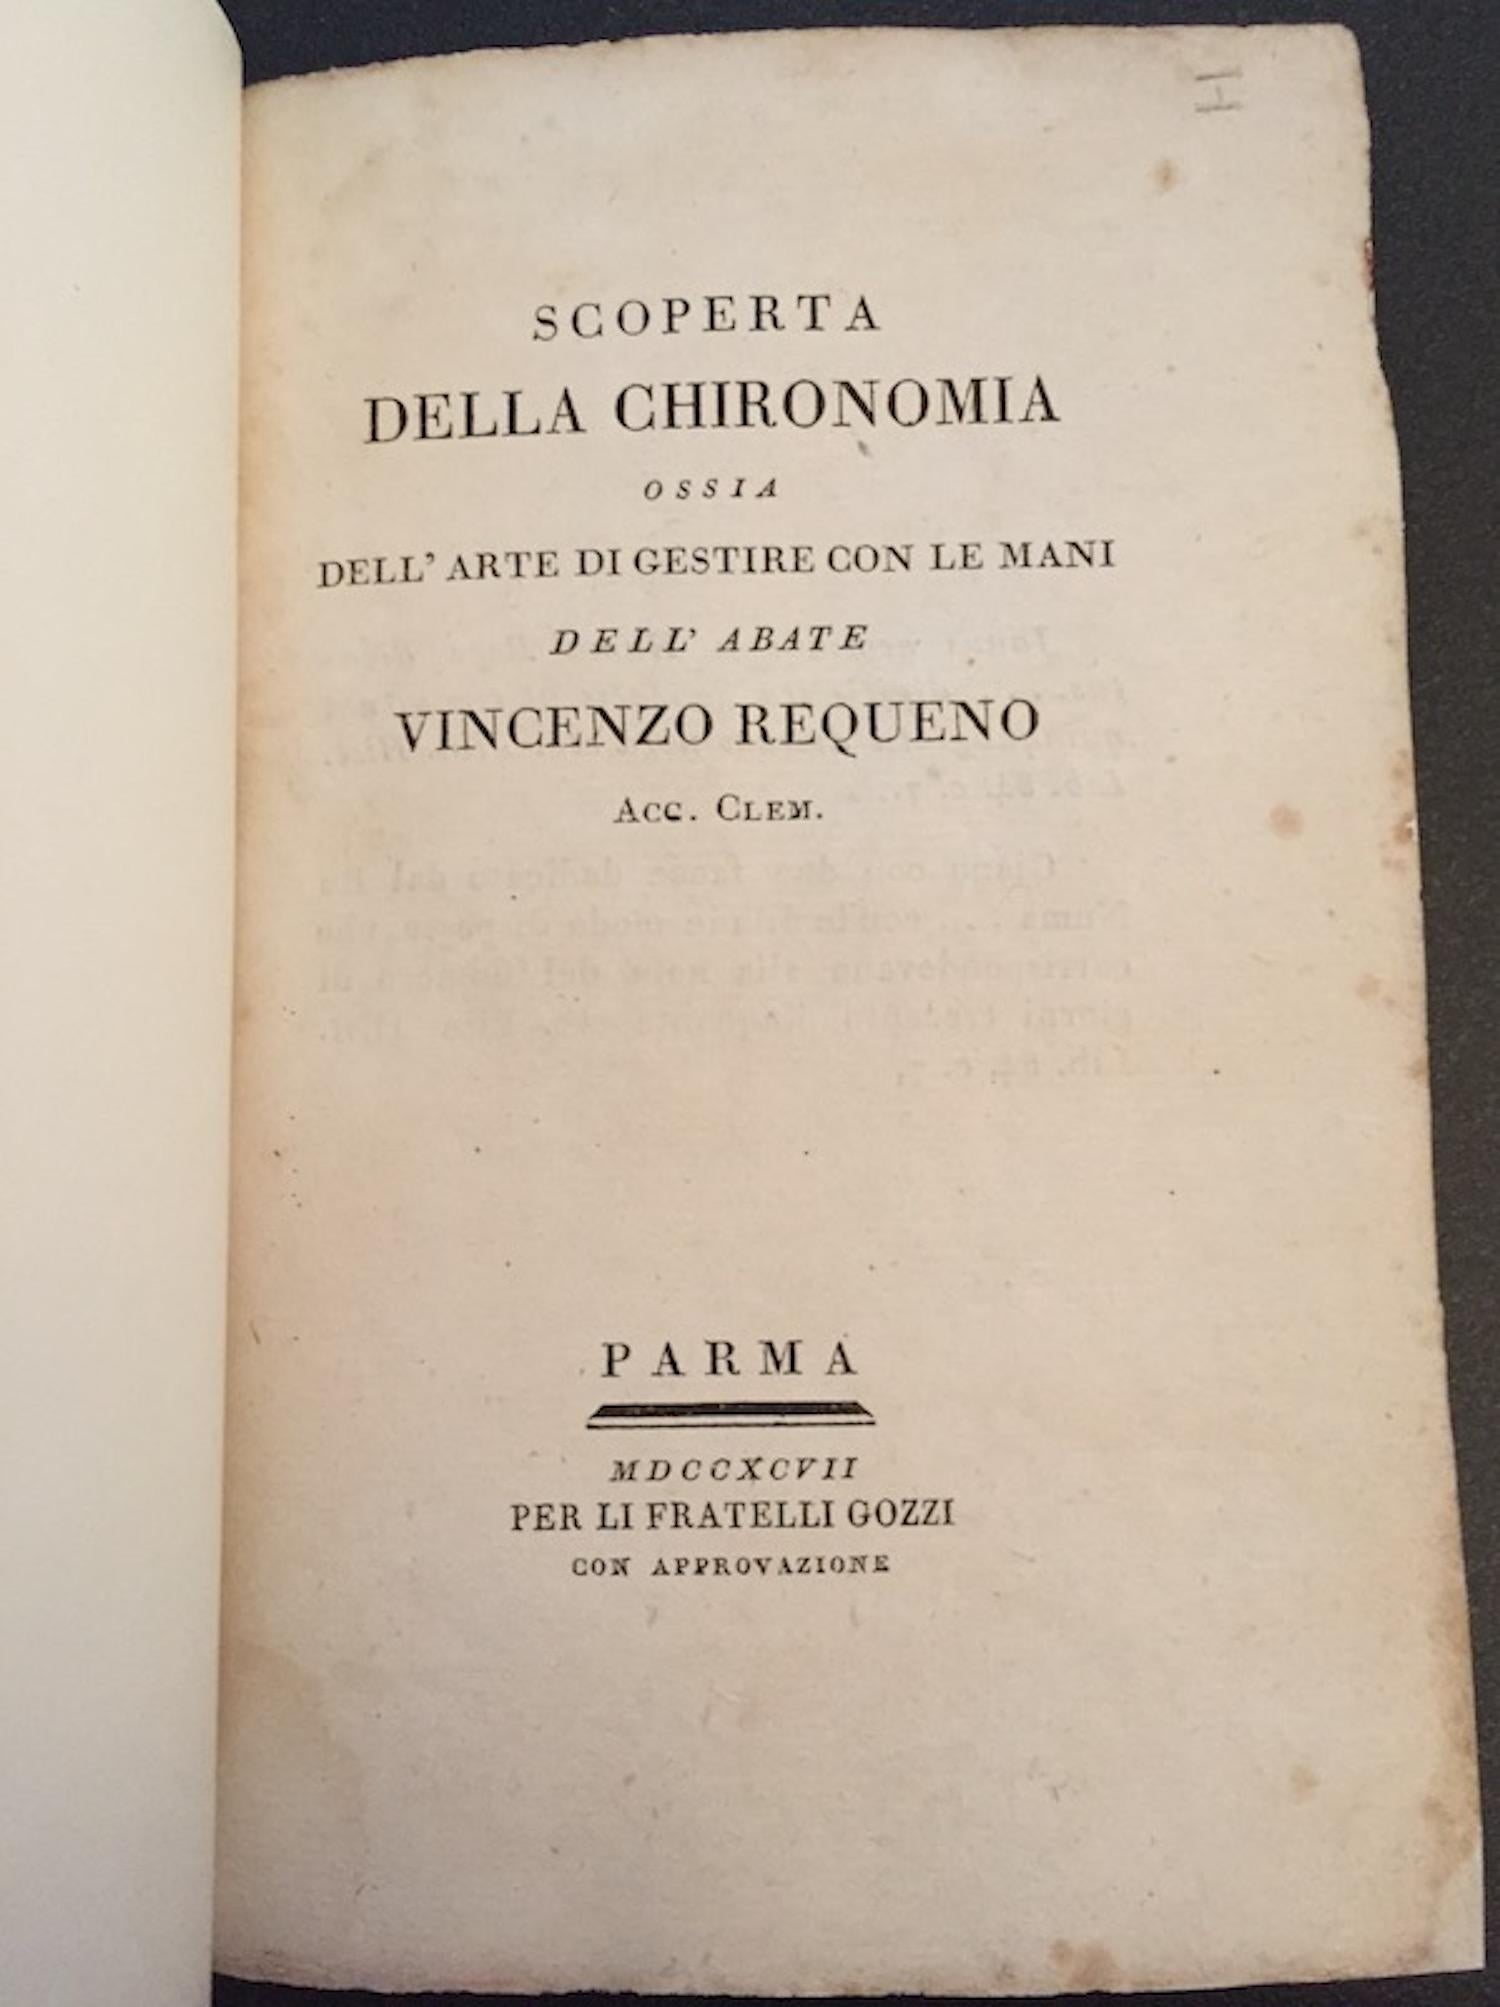 SCOPERTA
DELLA CHIRONOMIA
OSSIA
DELL' ARTE DI GESTIRE CON LE MANI
DELL' ABATE
VINCENZO REQUENO
ACC. CLEM.
PARMA
MDCCXCVII
PER LI FRATELLI GOZZI
CON APPROVAZIONE